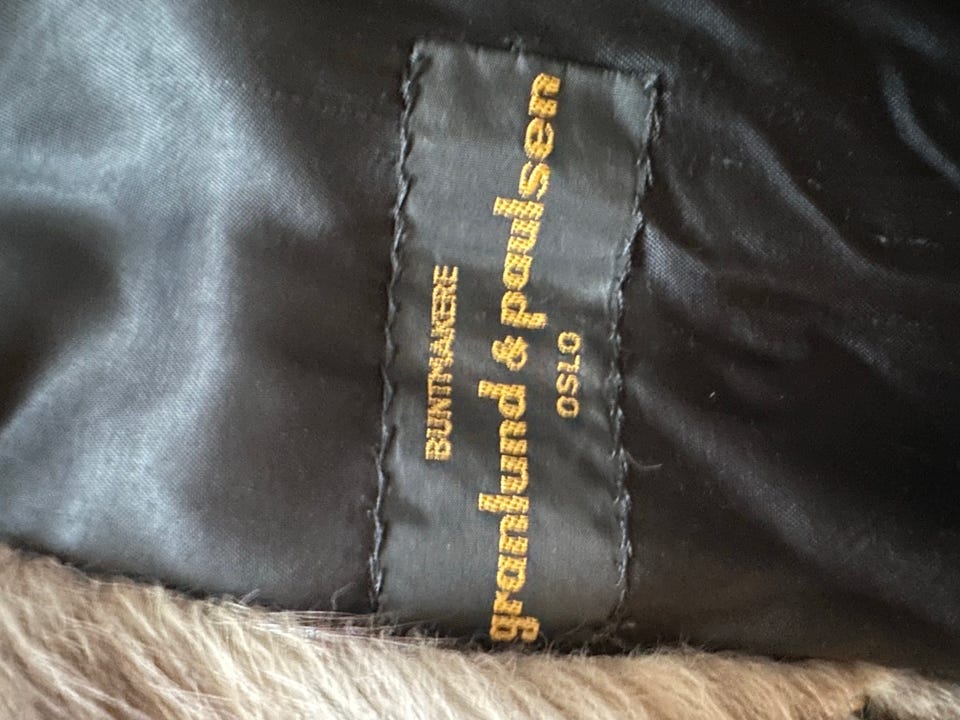 BUNTMAKERE
granlund & paulsen
OSLO